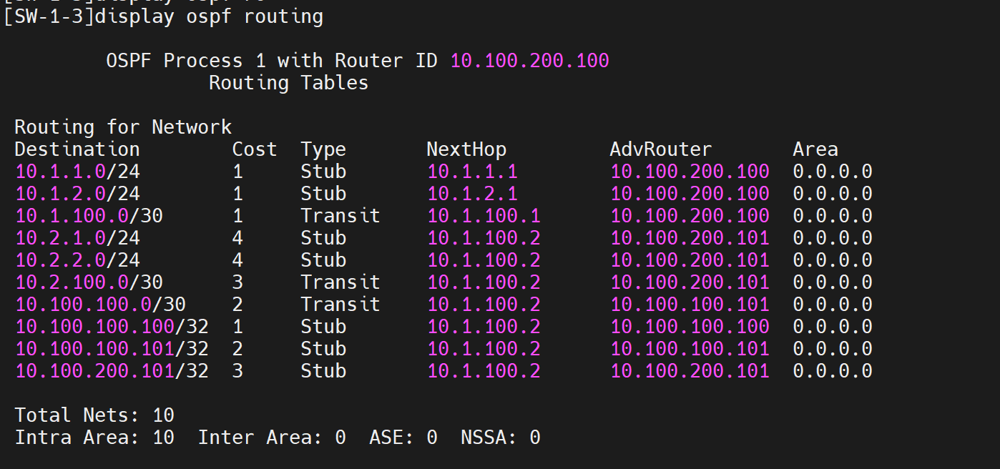 [SW-1-3]display ospf routing
OSPF Process 1 with Router ID 10.100.200.100
Routing Tables
Routing for Network
Destination Cost Type NextHop AdvRouter Area
10.1.1.0/24 1 Stub 10.1.1.1 10.100.200.100 0.0.0.0
10.1.2.0/24 1 Stub 10.1.2.1 10.100.200.100 0.0.0.0
10.1.100.0/30 1 Transit 10.1.100.1 10.100.200.100 0.0.0.0
10.2.1.0/24 4 Stub 10.1.100.2 10.100.200.101 0.0.0.0
10.2.2.0/24 4 Stub 10.1.100.2 10.100.200.101 0.0.0.0
10.2.100.0/30 3 Transit 10.1.100.2 10.100.200.101 0.0.0.0
10.100.100.0/30 2 Transit 10.1.100.2 10.100.100.101 0.0.0.0
10.100.100.100/32 1 Stub 10.1.100.2 10.100.100.100 0.0.0.0
10.100.100.101/32 2 Stub 10.1.100.2 10.100.100.101 0.0.0.0
10.100.200.101/32 3 Stub 10.1.100.2 10.100.200.101 0.0.0.0
Total Nets: 10
Intra Area: 10 Inter Area: 0 ASE: 0 NSSA: 0